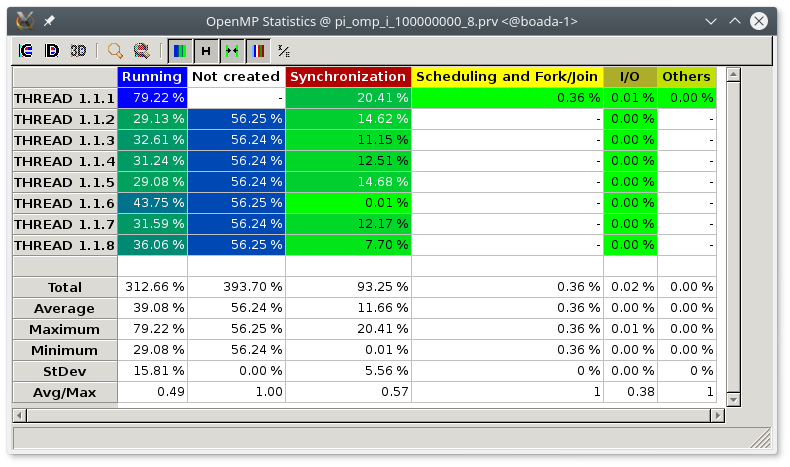 OpenMP Statistics @ pi_omp_i_100000000_8.prv <@boada-1>
3D H Σ/E
Running Not created Synchronization Scheduling and Fork/Join I/O Others
THREAD 1.1.1 79.22 % - 20.41 % 0.36 % 0.01 % 0.00 %
THREAD 1.1.2 29.13 % 56.25 % 14.62 % - 0.00 % -
THREAD 1.1.3 32.61 % 56.24 % 11.15 % - 0.00 % -
THREAD 1.1.4 31.24 % 56.24 % 12.51 % - 0.00 % -
THREAD 1.1.5 29.08 % 56.24 % 14.68 % - 0.00 % -
THREAD 1.1.6 43.75 % 56.25 % 0.01 % - 0.00 % -
THREAD 1.1.7 31.59 % 56.24 % 12.17 % - 0.00 % -
THREAD 1.1.8 36.06 % 56.25 % 7.70 % - 0.00 % -
Total 312.66 % 393.70 % 93.25 % 0.36 % 0.02 % 0.00 %
Average 39.08 % 56.24 % 11.66 % 0.36 % 0.00 % 0.00 %
Maximum 79.22 % 56.25 % 20.41 % 0.36 % 0.01 % 0.00 %
Minimum 29.08 % 56.24 % 0.01 % 0.36 % 0.00 % 0.00 %
StDev 15.81 % 0.00 % 5.56 % 0 % 0.00 % 0 %
Avg/Max 0.49 1.00 0.57 1 0.38 1